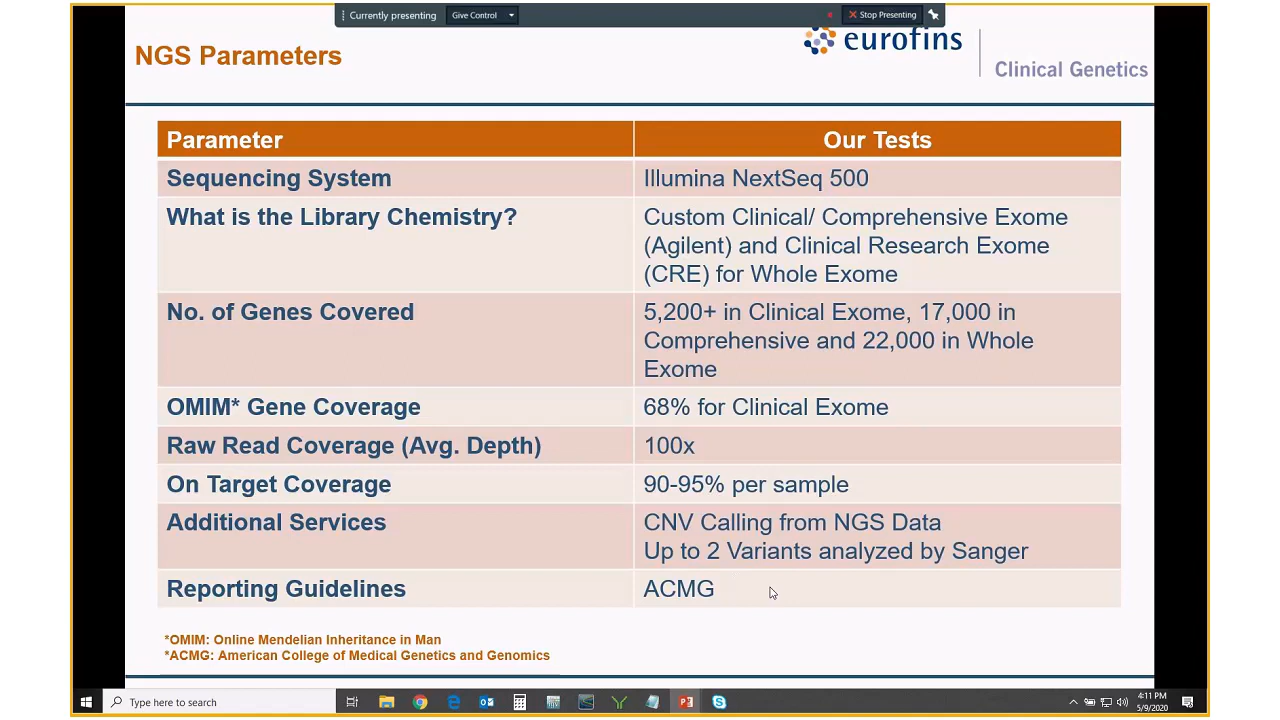 Currently presenting Give Control Stop Presenting
NGS Parameters
eurofins
Clinical Genetics
Parameter Our Tests
Sequencing System Illumina NextSeq 500
What is the Library Chemistry? Custom Clinical/ Comprehensive Exome
(Agilent) and Clinical Research Exome
(CRE) for Whole Exome
No. of Genes Covered 5,200+ in Clinical Exome, 17,000 in
Comprehensive and 22,000 in Whole
Exome
OMIM* Gene Coverage 68% for Clinical Exome
Raw Read Coverage (Avg. Depth) 100x
On Target Coverage 90-95% per sample
Additional Services CNV Calling from NGS Data
Up to 2 Variants analyzed by Sanger
Reporting Guidelines ACMG
*OMIM: Online Mendelian Inheritance in Man
*ACMG: American College of Medical Genetics and Genomics
Type here to search
4:11 PM
5/9/2020